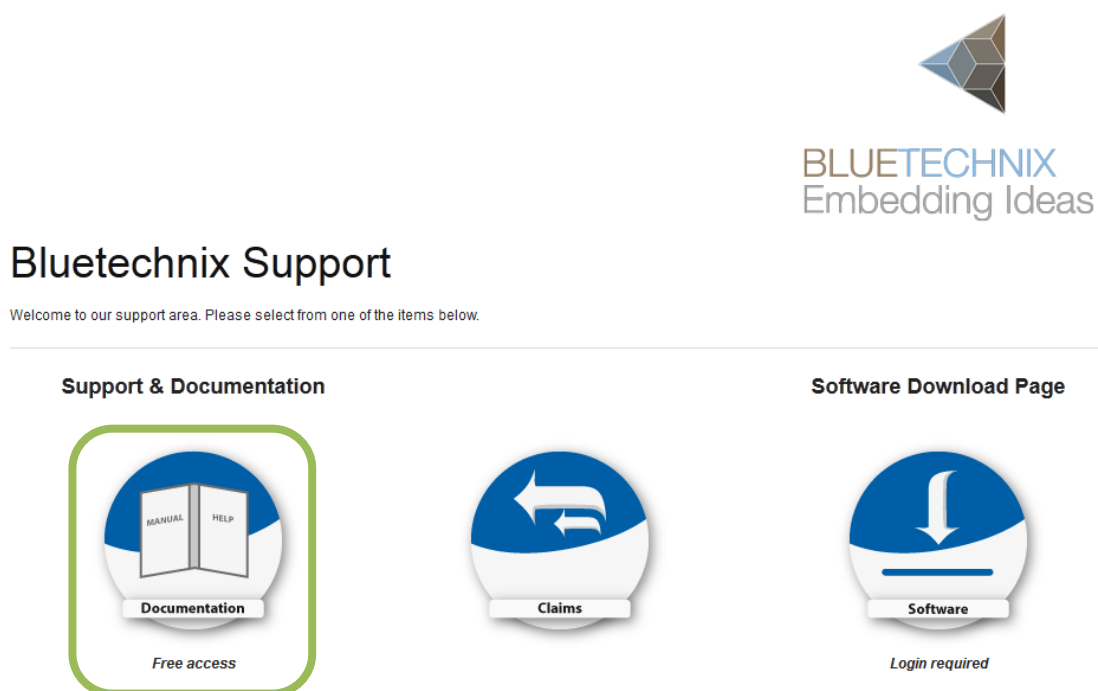 BLUETECHNIX
Embedding Ideas
Bluetechnix Support
Welcome to our support area. Please select from one of the items below.
Support & Documentation
Software Download Page
MANUAL
HELP
Documentation
Claims
Software
Free access
Login required